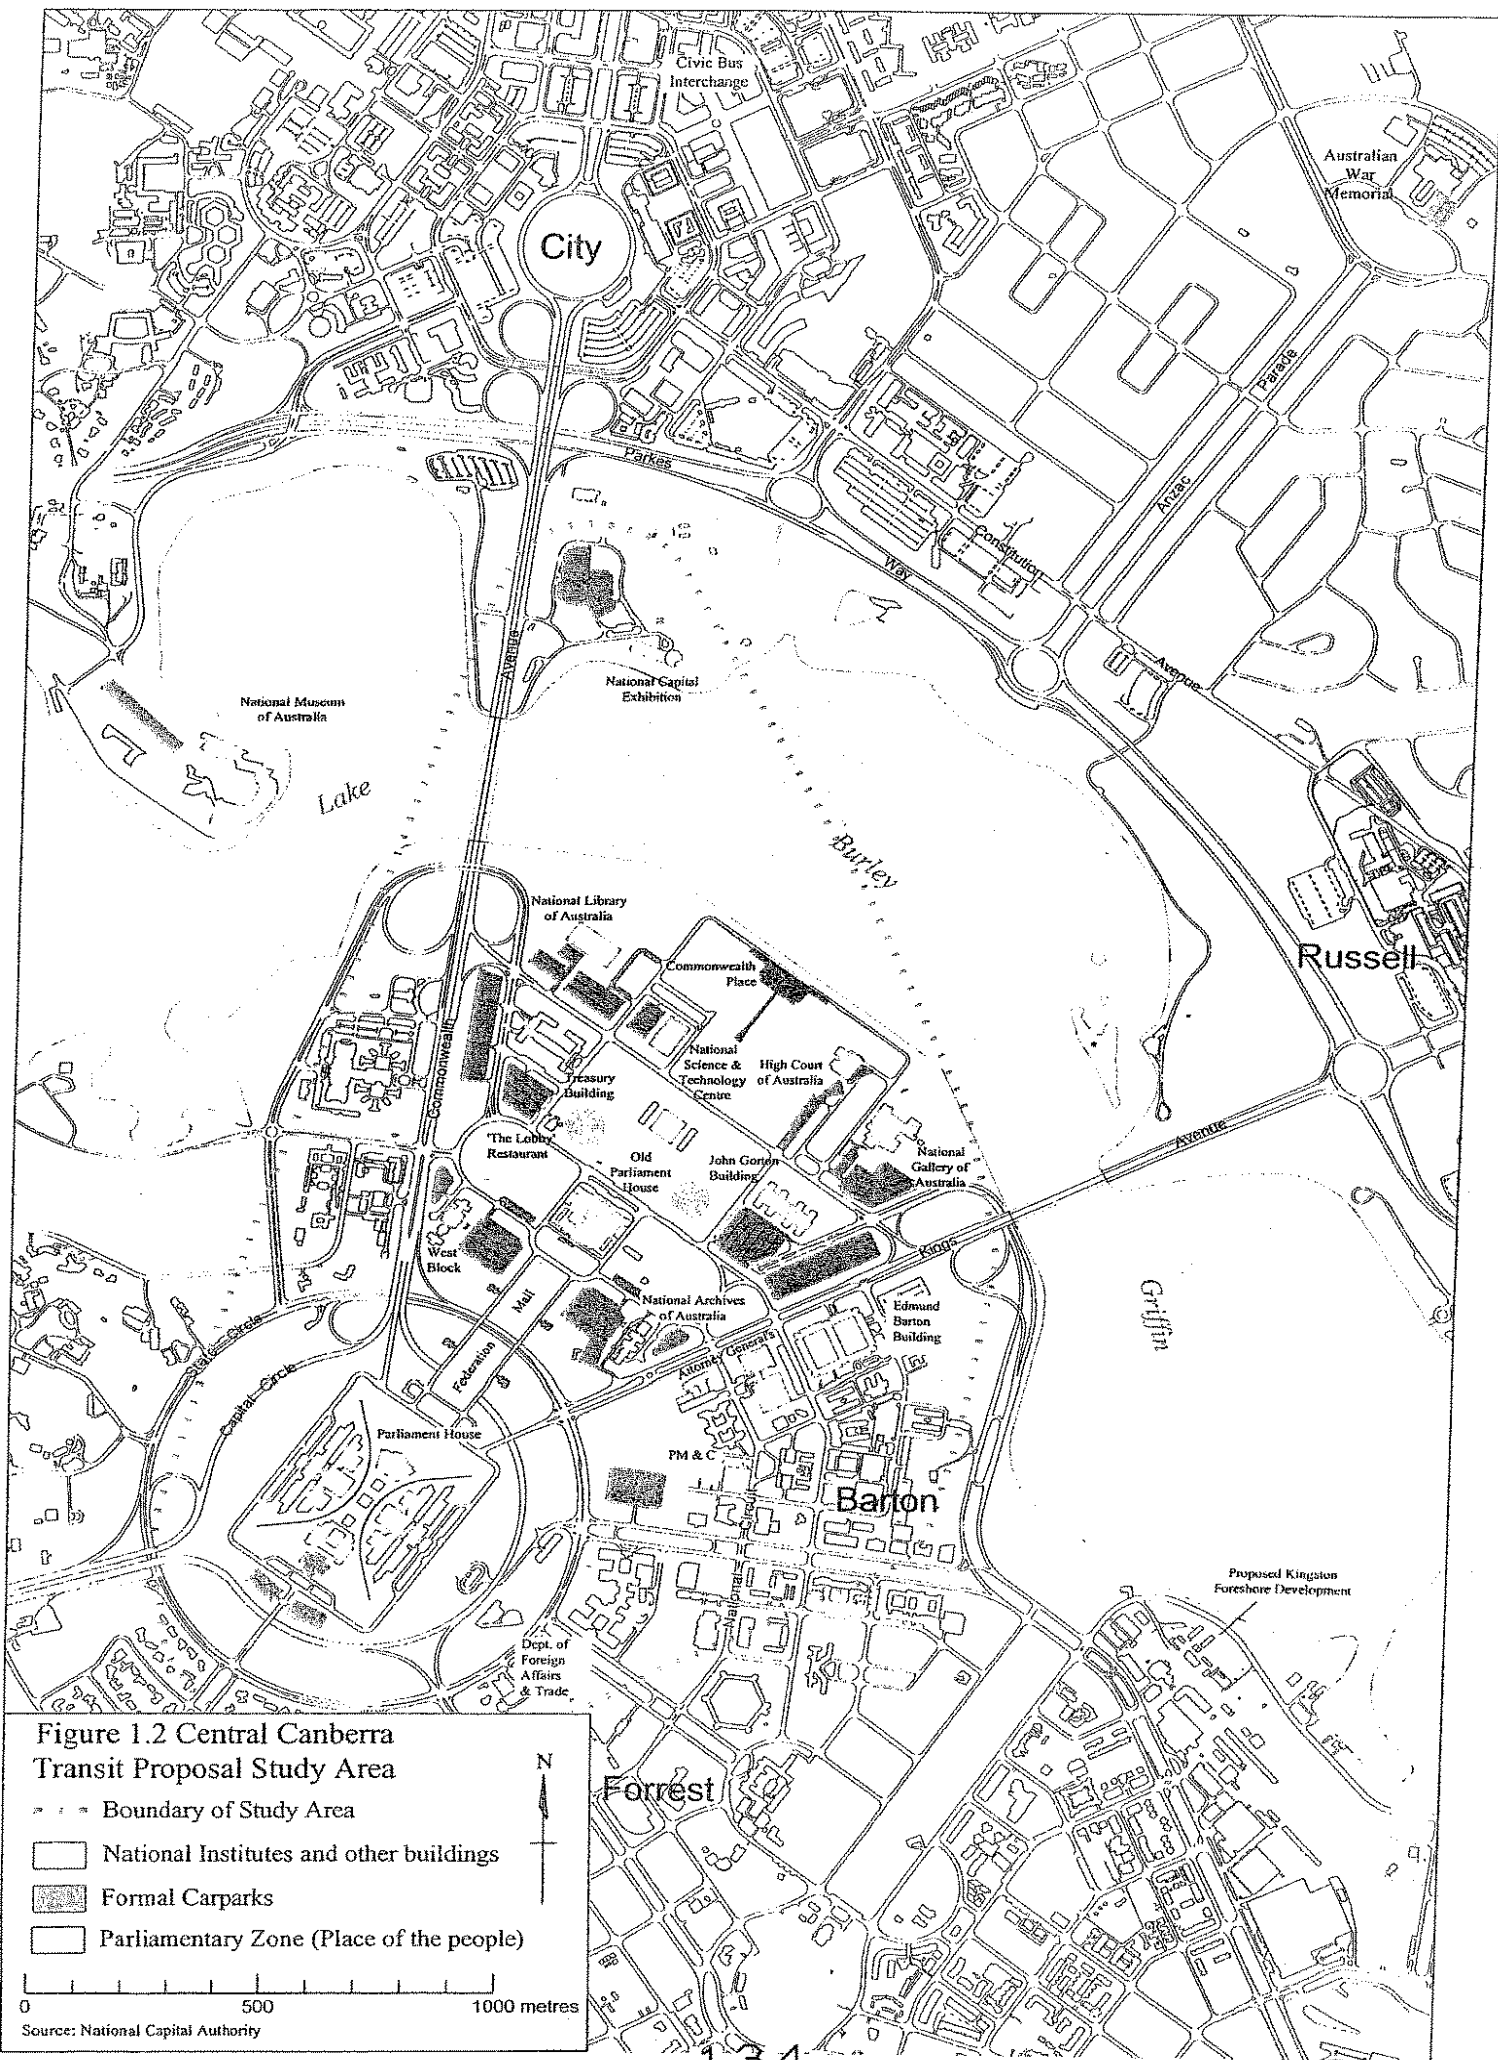 Civic Bus
Interchange
Australian
War
Memorial
City
Parade
Anzac
Parkes
Way
Constitution
Avenue
Avenue
National Capital
Exhibition
National Museum
of Australia
Lake
Burley
Griffin
Russell
National Library
of Australia
Commonwealth
Place
Commonwealth
National
Science &
Technology
Centre
High Court
of Australia
Treasury
Building
'The Lobby'
Restaurant
Old
Parliament
House
John Gorton
Building
National
Gallery of
Australia
Avenue
Kings
West
Block
Mall
Federation
National Archives
of Australia
Edmund
Barton
Building
Attorney General's
State Circle
Capital Circle
Parliament House
PM & C
Barton
National
Proposed Kingston
Foreshore Development
Dept. of
Foreign
Affairs
& Trade
Forrest
Figure 1.2 Central Canberra
Transit Proposal Study Area
N
Boundary of Study Area
National Institutes and other buildings
Formal Carparks
Parliamentary Zone (Place of the people)
0 500 1000 metres
Source: National Capital Authority
134